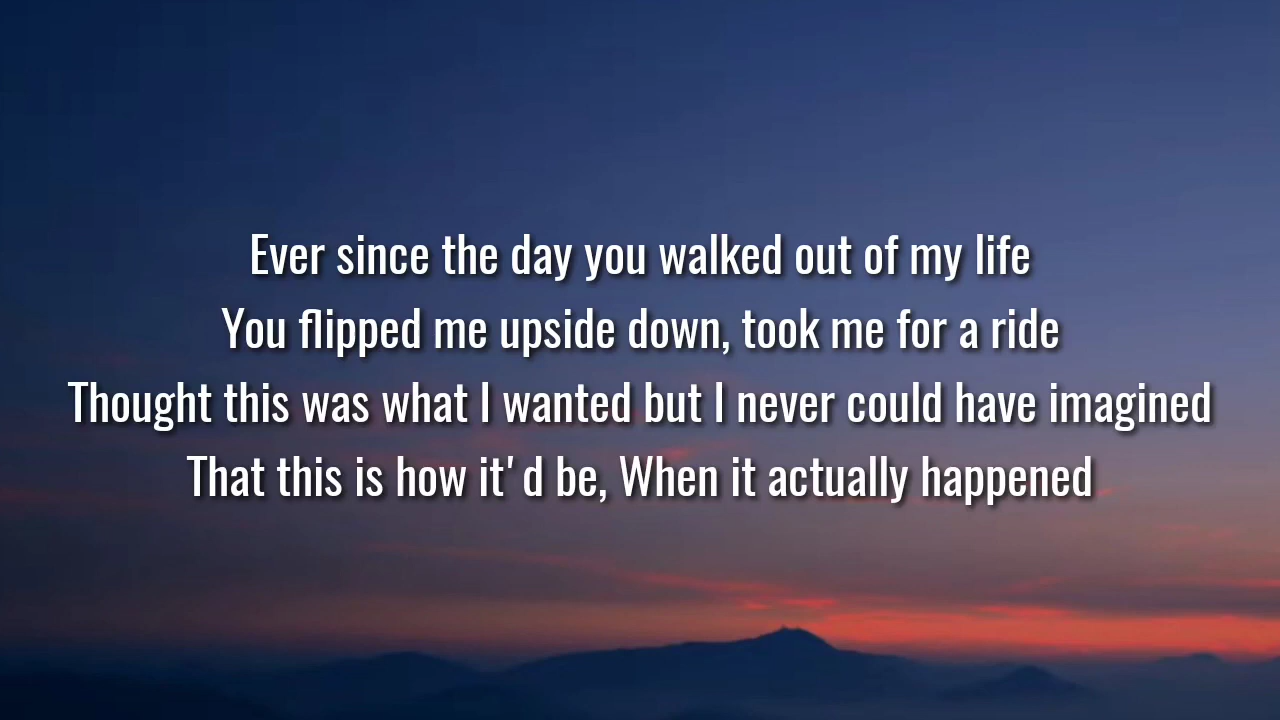 Ever since the day you walked out of my life
You flipped me upside down, took me for a ride
Thought this was what I wanted but I never could have imagined
That this is how it'd be, When it actually happened